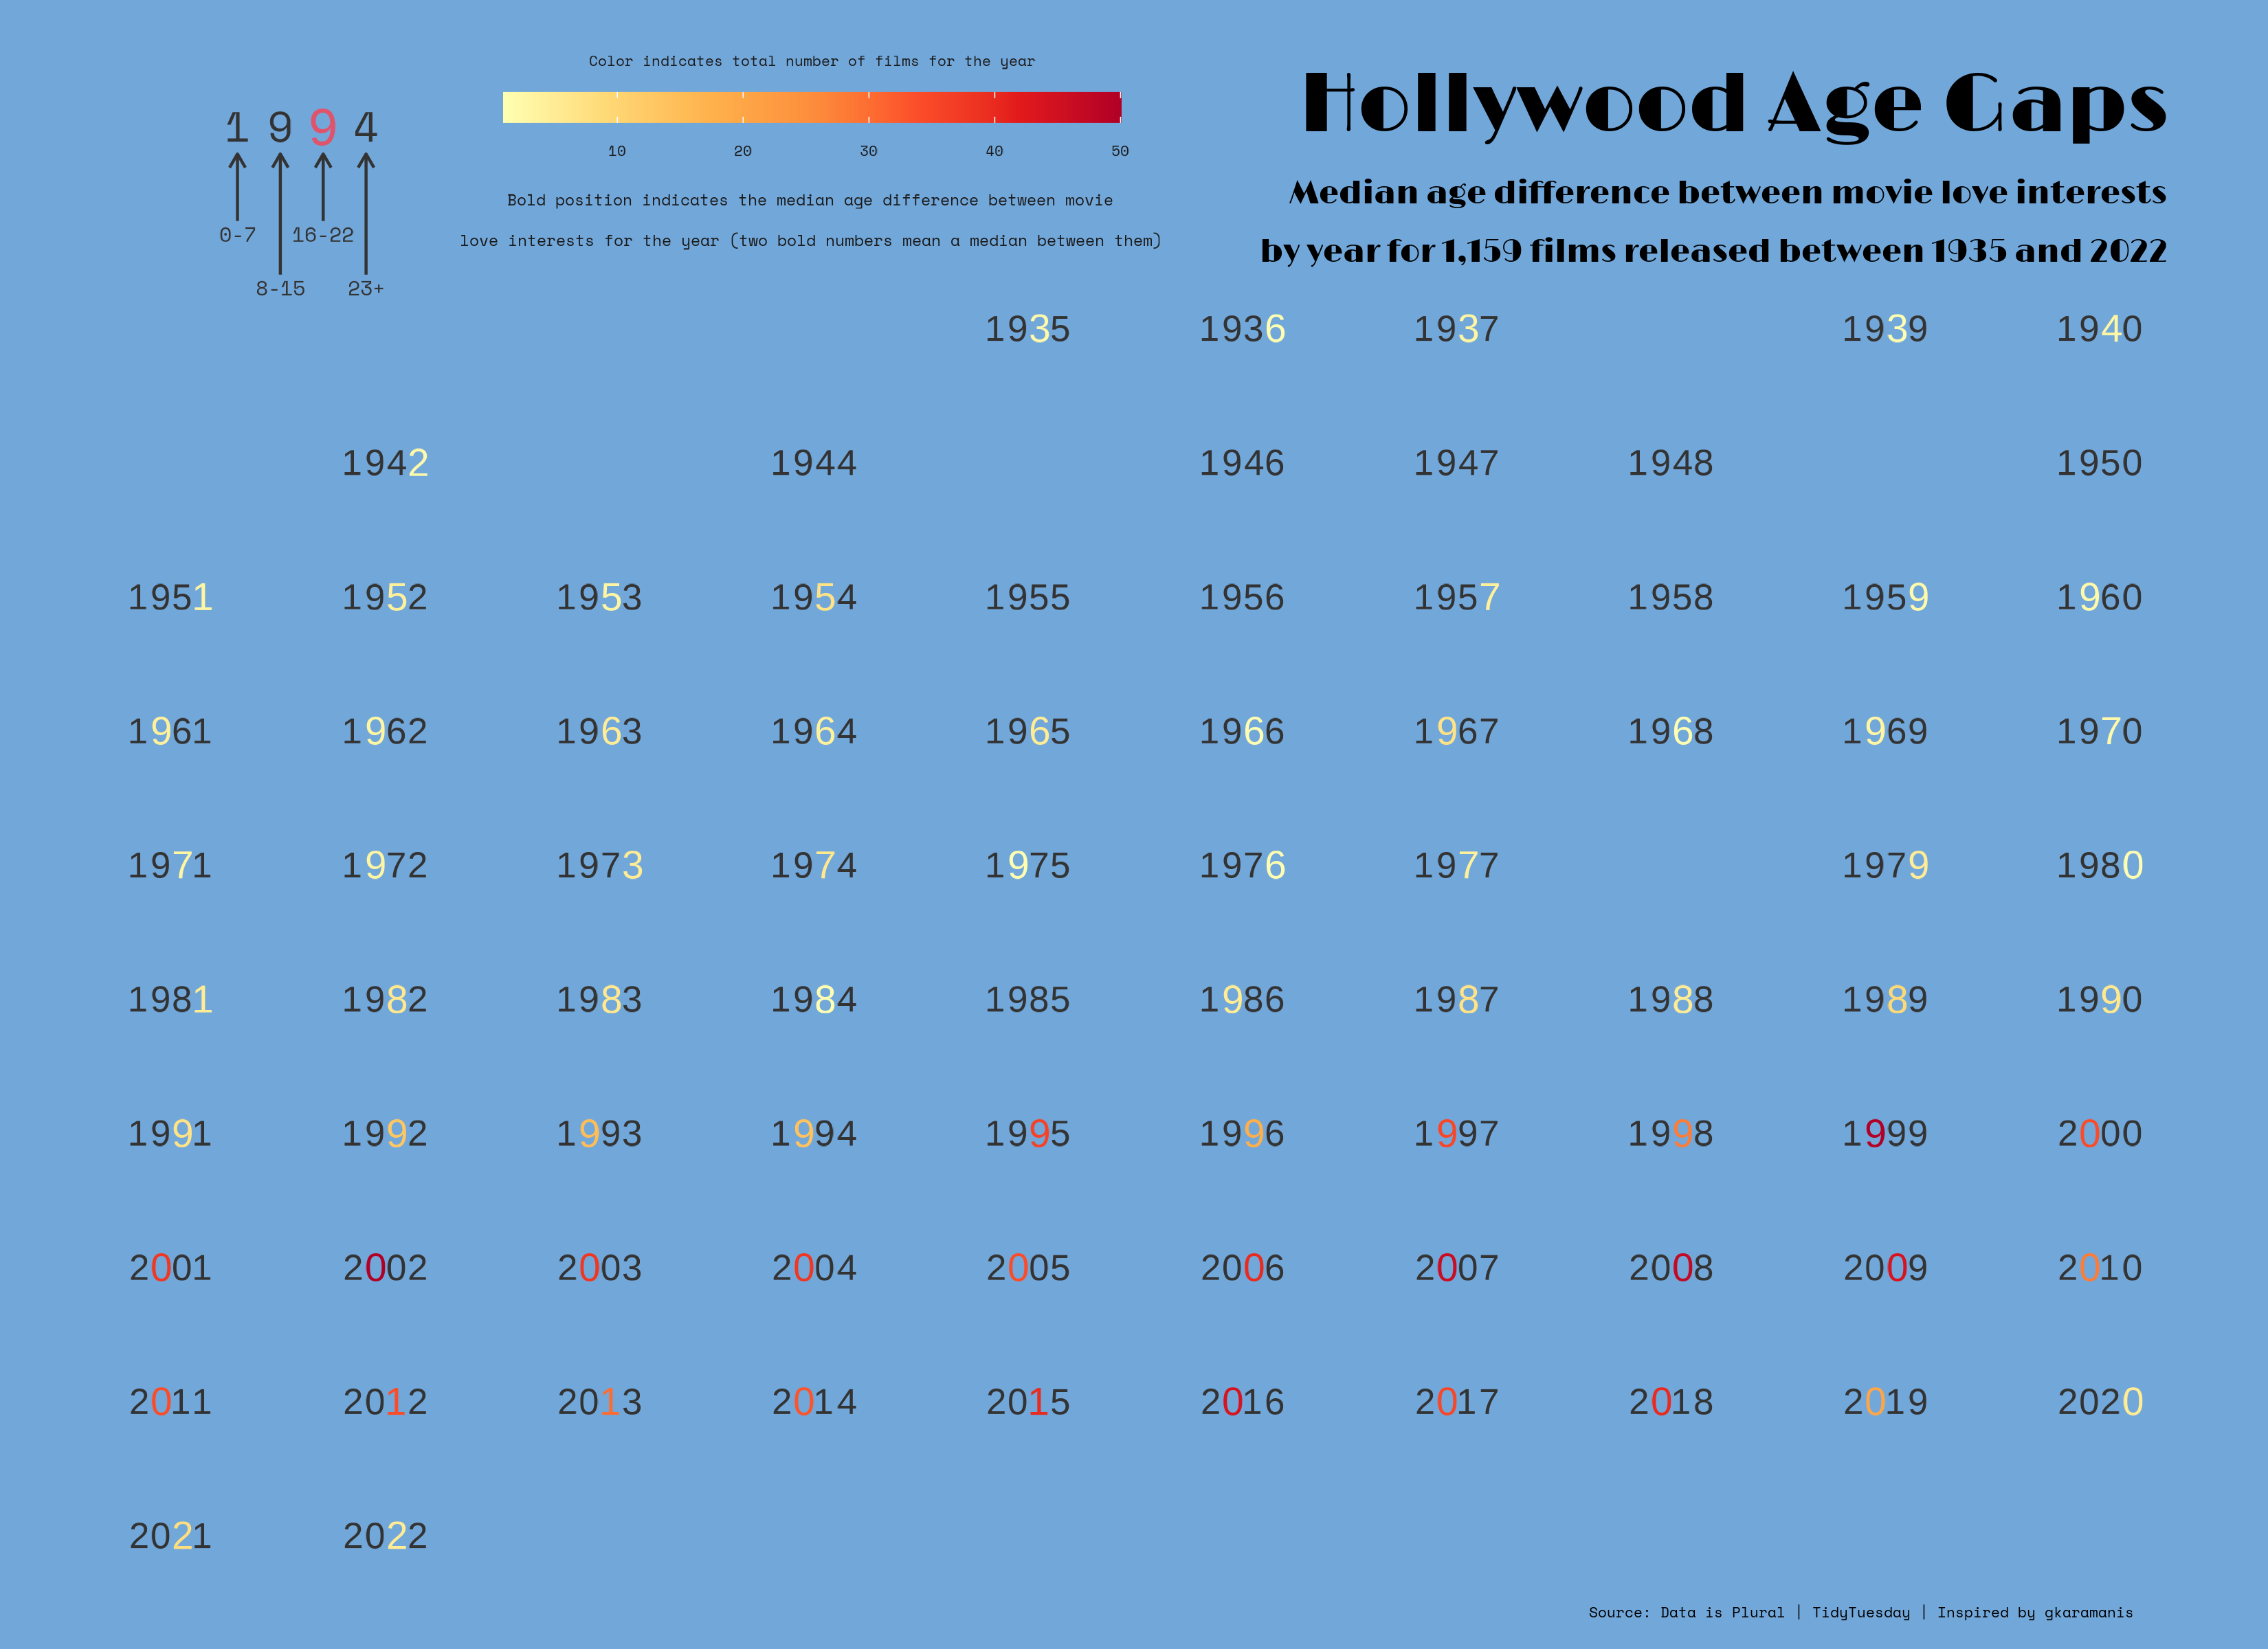 Color indicates total number of films for the year
10 20 30 40 50
Bold position indicates the median age difference between movie
love interests for the year (two bold numbers mean a median between them)
1 9 9 4
0-7 16-22
8-15 23+
Hollywood Age Gaps
Median age difference between movie love interests
by year for 1,159 films released between 1935 and 2022
1935 1936 1937 1939 1940
1942 1944 1946 1947 1948 1950
1951 1952 1953 1954 1955 1956 1957 1958 1959 1960
1961 1962 1963 1964 1965 1966 1967 1968 1969 1970
1971 1972 1973 1974 1975 1976 1977 1979 1980
1981 1982 1983 1984 1985 1986 1987 1988 1989 1990
1991 1992 1993 1994 1995 1996 1997 1998 1999 2000
2001 2002 2003 2004 2005 2006 2007 2008 2009 2010
2011 2012 2013 2014 2015 2016 2017 2018 2019 2020
2021 2022
Source: Data is Plural | TidyTuesday | Inspired by gkaramanis